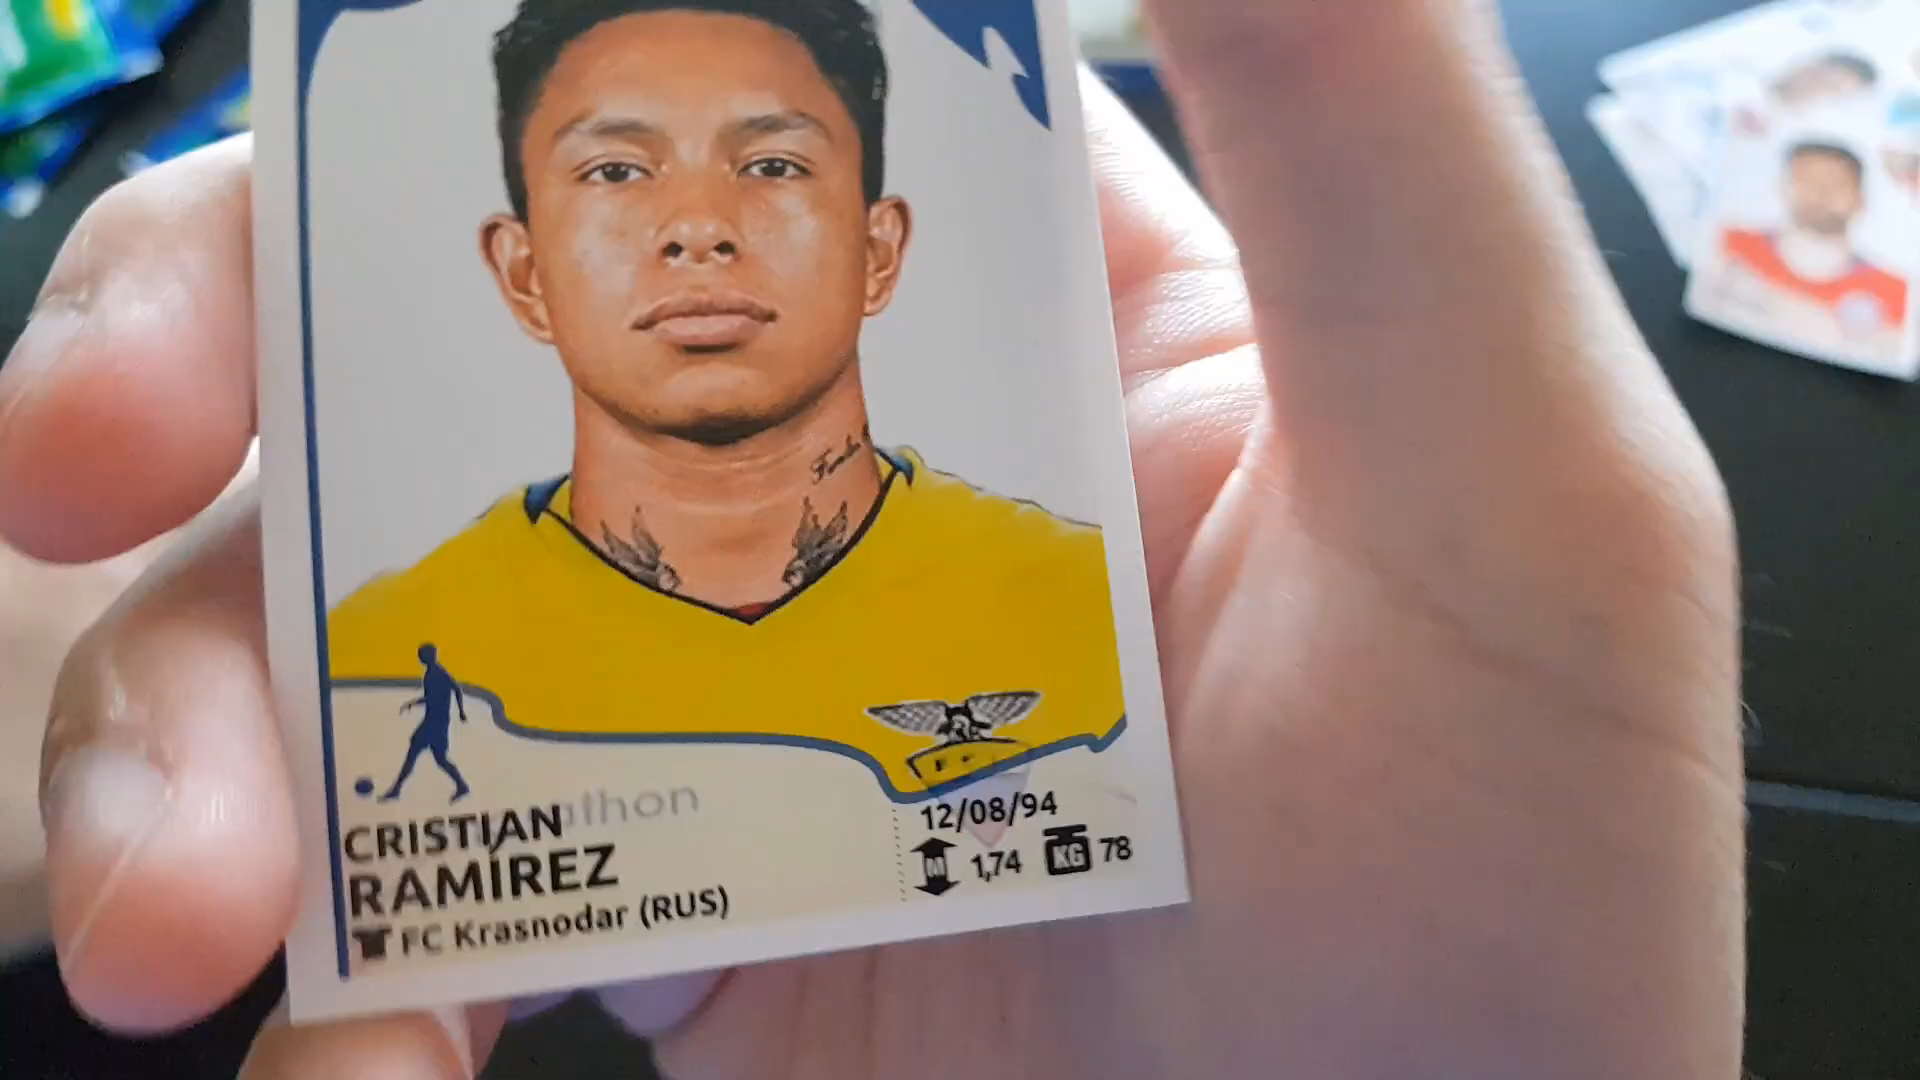 CRISTIAN
RAMÍREZ
FC Krasnodar (RUS)
12/08/94
M 1,74 KG 78